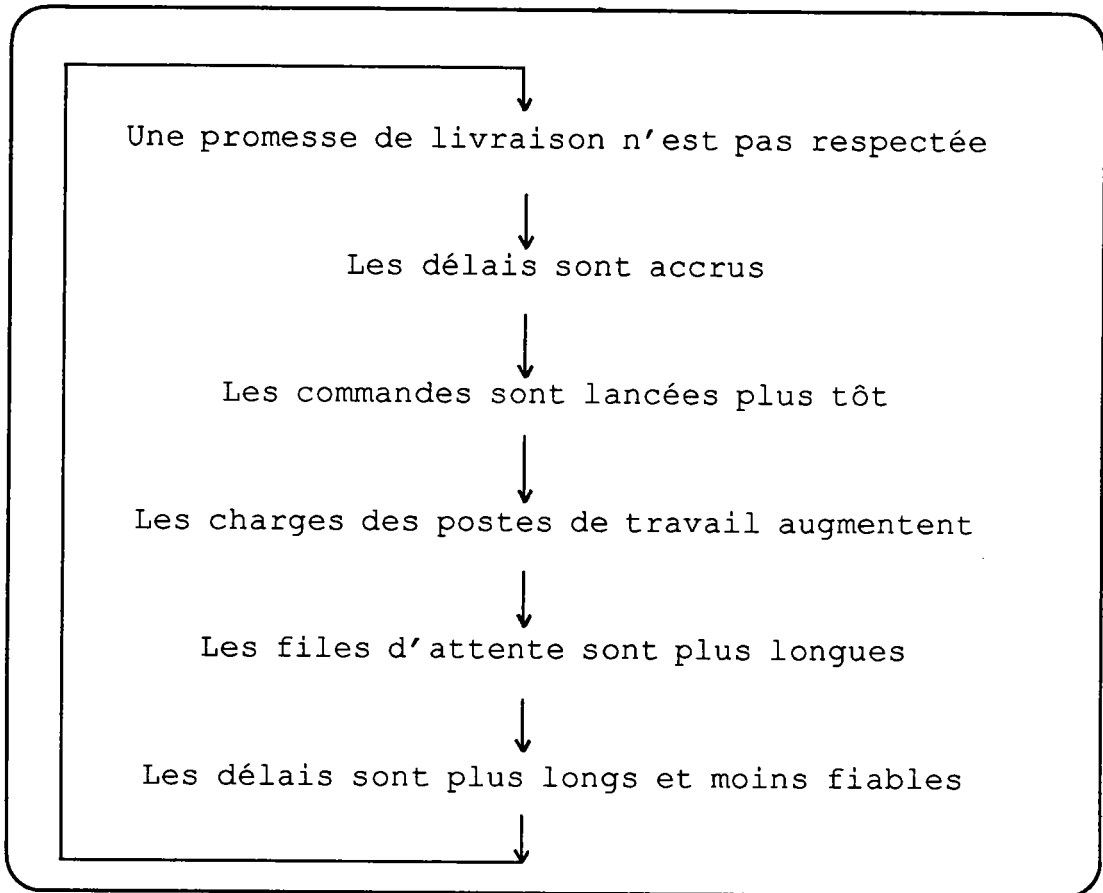 Une promesse de livraison n'est pas respectée
Les délais sont accrus
Les commandes sont lancées plus tôt
Les charges des postes de travail augmentent
Les files d'attente sont plus longues
Les délais sont plus longs et moins fiables